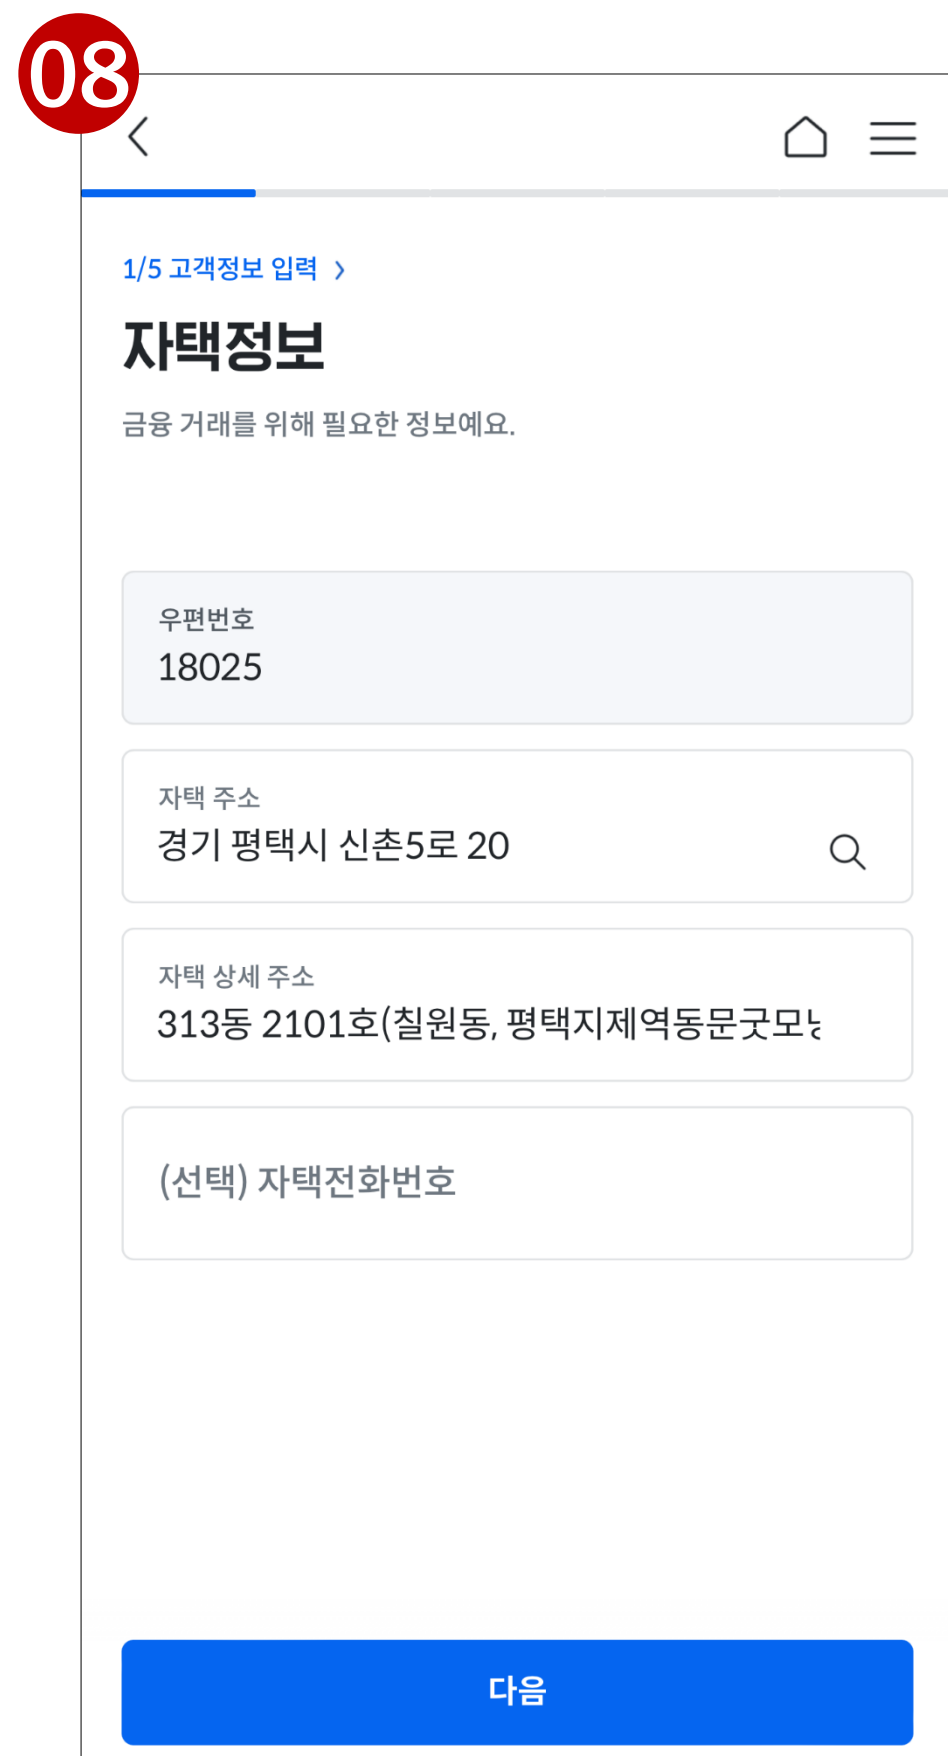 08
1/5 고객정보 입력 >
자택정보
금융 거래를 위해 필요한 정보예요.
우편번호
18025
자택 주소
경기 평택시 신촌5로 20
자택 상세 주소
313동 2101호(칠원동, 평택지제역동문굿모
(선택) 자택전화번호
다음